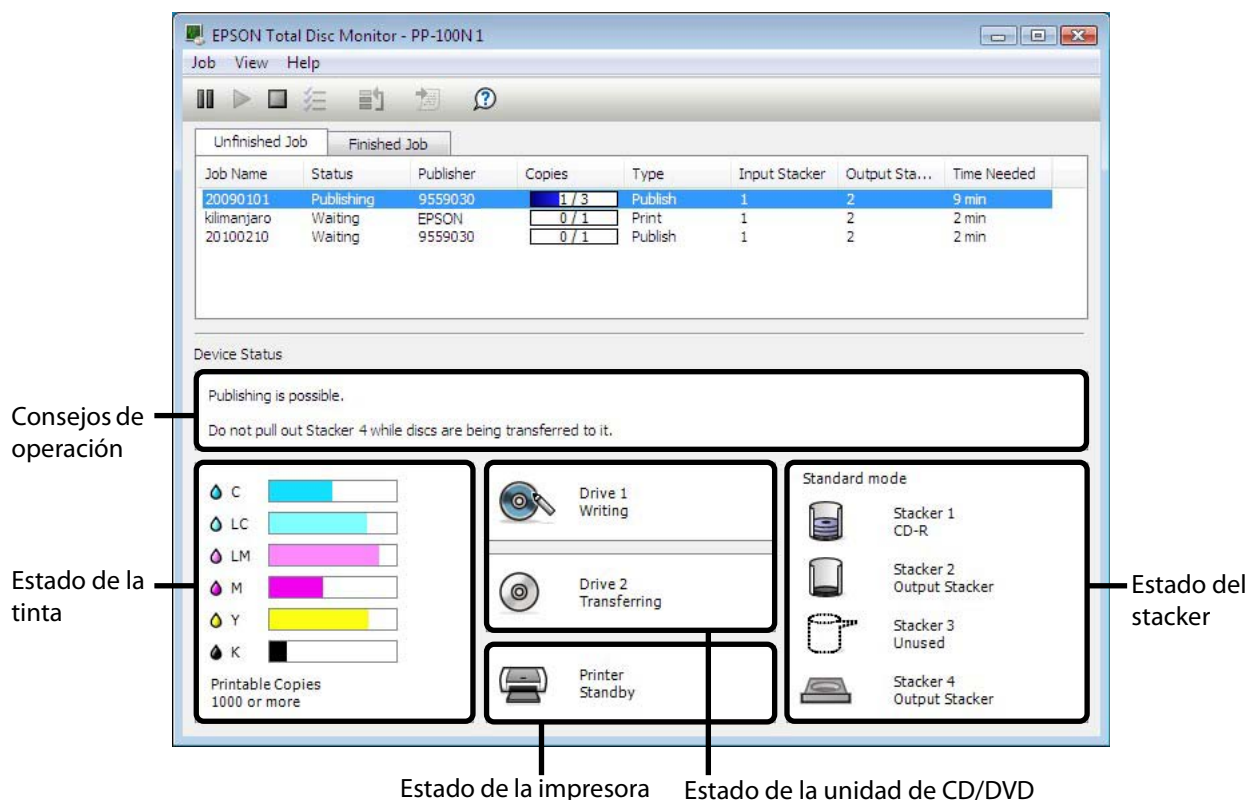 EPSON Total Disc Monitor - PP-100N 1
Job View Help
Unfinished Job Finished Job
Job Name Status Publisher Copies Type Input Stacker Output Sta... Time Needed
20090101 Publishing 9559030 1 / 3 Publish 1 2 9 min
kilimanjaro Waiting EPSON 0 / 1 Print 1 2 2 min
20100210 Waiting 9559030 0 / 1 Publish 1 2 2 min
Device Status
Publishing is possible.
Do not pull out Stacker 4 while discs are being transferred to it.
Consejos de
operación
C
LC
LM
M
Y
K
Printable Copies
1000 or more
Estado de la
tinta
Drive 1
Writing
Drive 2
Transferring
Printer
Standby
Standard mode
Stacker 1
CD-R
Stacker 2
Output Stacker
Stacker 3
Unused
Stacker 4
Output Stacker
Estado del
stacker
Estado de la impresora
Estado de la unidad de CD/DVD